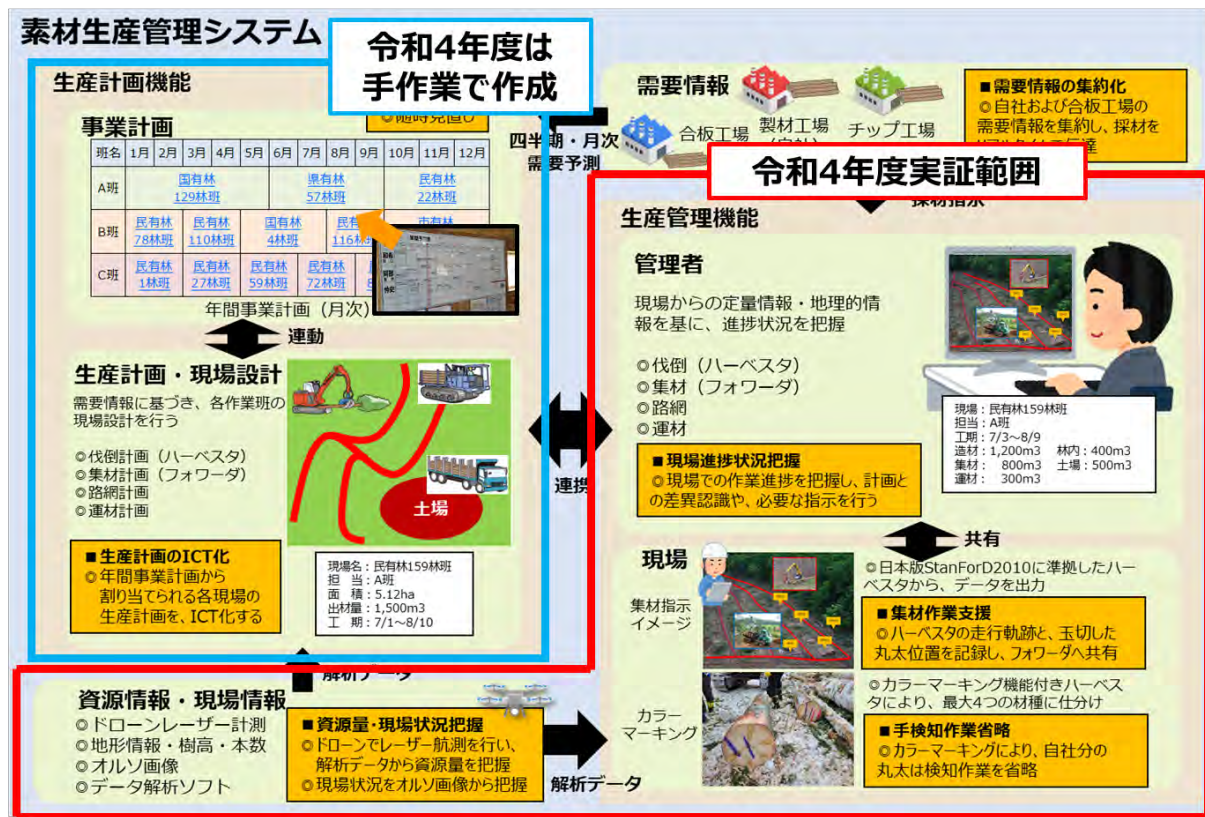 素材生産管理システム
令和4年度は
手作業で作成
生産計画機能
事業計画
◎随時見直し
班名 1月 2月 3月 4月 5月 6月 7月 8月 9月 10月 11月 12月
A班 国有林 県有林 民有林
129林班 57林班 22林班
B班 民有林 民有林 国有林 民有 市有林
78林班 110林班 4林班 116林
C班 民有林 民有林 民有林 民有林
1林班 27林班 59林班 72林班
年間事業計画（月次）
連動
生産計画・現場設計
需要情報に基づき、各作業班の
現場設計を行う
◎伐倒計画（ハーベスタ）
◎集材計画（フォワーダ）
◎路網計画
◎運材計画
土場
■生産計画のICT化
◎年間事業計画から
割り当てられる各現場の
生産計画を、ICT化する
現場名：民有林159林班
担　当：A班
面　積：5.12ha
出材量：1,500m3
工　期：7/1～8/10
四半期・月次
需要予測
需要情報
合板工場
製材工場
チップ工場
■需要情報の集約化
◎自社および合板工場の
需要情報を集約し、採材を
令和4年度実証範囲
採材指示
生産管理機能
管理者
現場からの定量情報・地理的情
報を基に、進捗状況を把握
◎伐倒（ハーベスタ）
◎集材（フォワーダ）
◎路網
◎運材
■現場進捗状況把握
◎現場での作業進捗を把握し、計画と
の差異認識や、必要な指示を行う
現場：民有林159林班
担当：A班
工期：7/3～8/9
造材：1,200m3　林内：400m3
集材：　800m3　土場：500m3
運材：　300m3
連携
共有
現場
集材指示
イメージ
◎日本版StanForD2010に準拠したハー
ベスタから、データを出力
■集材作業支援
◎ハーベスタの走行軌跡と、玉切した
丸太位置を記録し、フォワーダへ共有
カラー
マーキング
◎カラーマーキング機能付きハーベス
タにより、最大4つの材種に仕分け
■手検知作業省略
◎カラーマーキングにより、自社分の
丸太は検知作業を省略
解析データ
資源情報・現場情報
◎ドローンレーザー計測
◎地形情報・樹高・本数
◎オルソ画像
◎データ解析ソフト
■資源量・現場状況把握
◎ドローンでレーザー航測を行い、
解析データから資源量を把握
◎現場状況をオルソ画像から把握
解析データ